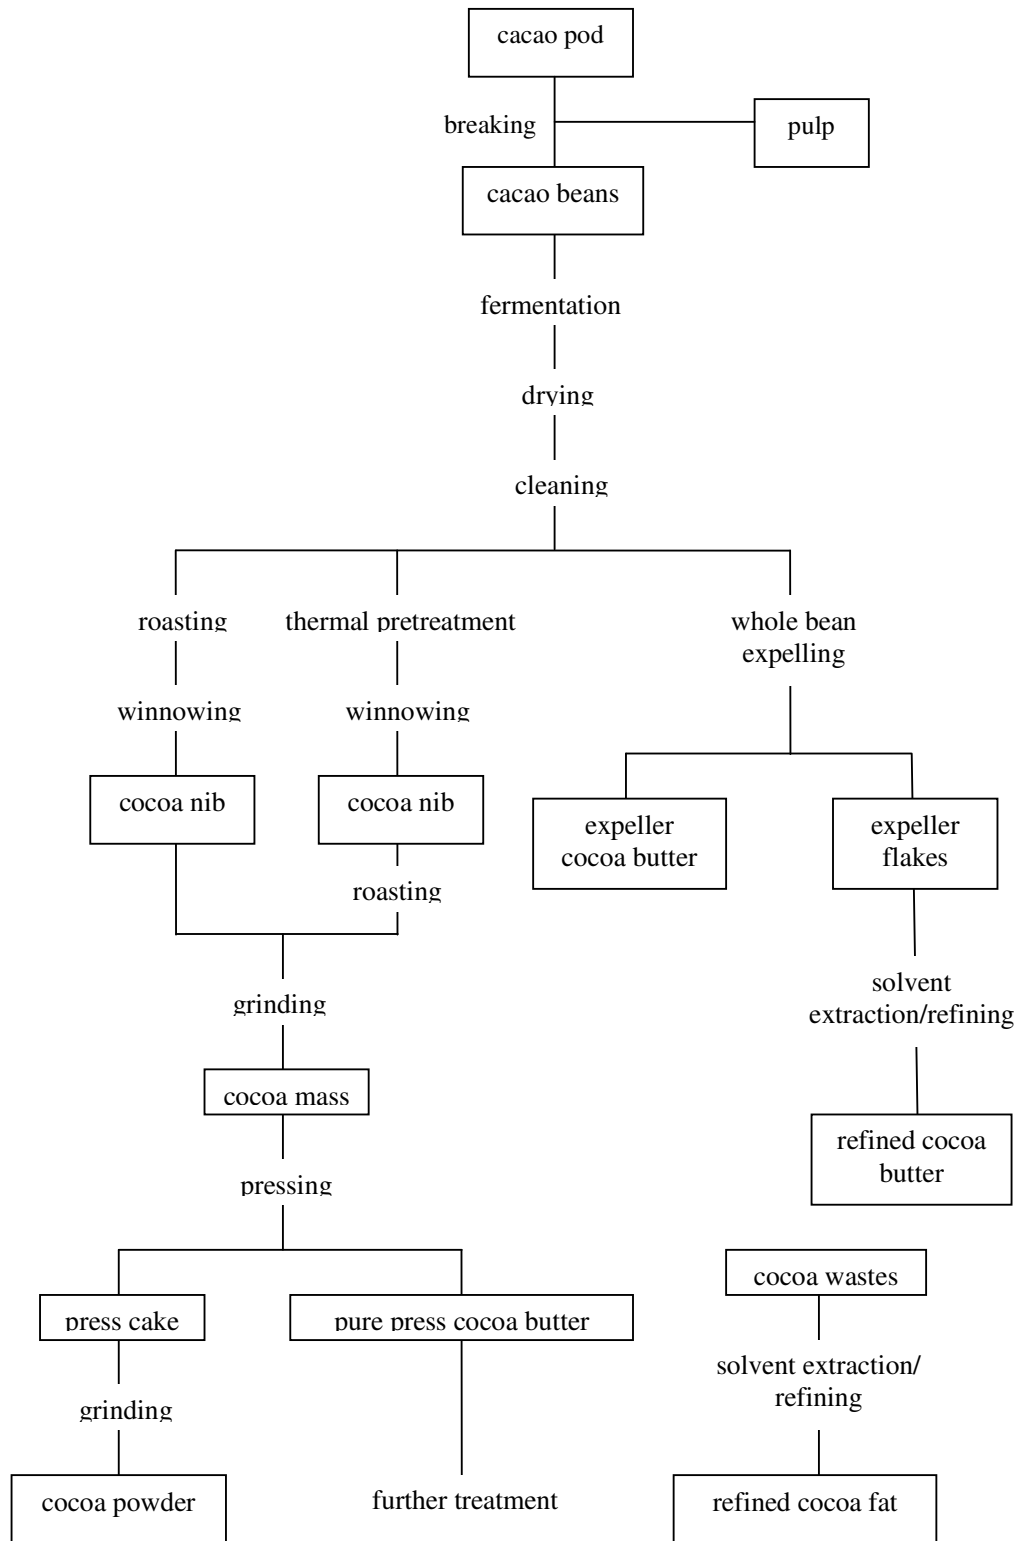 cacao pod
breaking
pulp
cacao beans
fermentation
drying
cleaning
roasting
thermal pretreatment
whole bean
expelling
winnowing
winnowing
cocoa nib
cocoa nib
expeller
cocoa butter
expeller
flakes
roasting
solvent
extraction/refining
grinding
cocoa mass
refined cocoa
butter
pressing
cocoa wastes
press cake
pure press cocoa butter
solvent extraction/
refining
grinding
cocoa powder
further treatment
refined cocoa fat